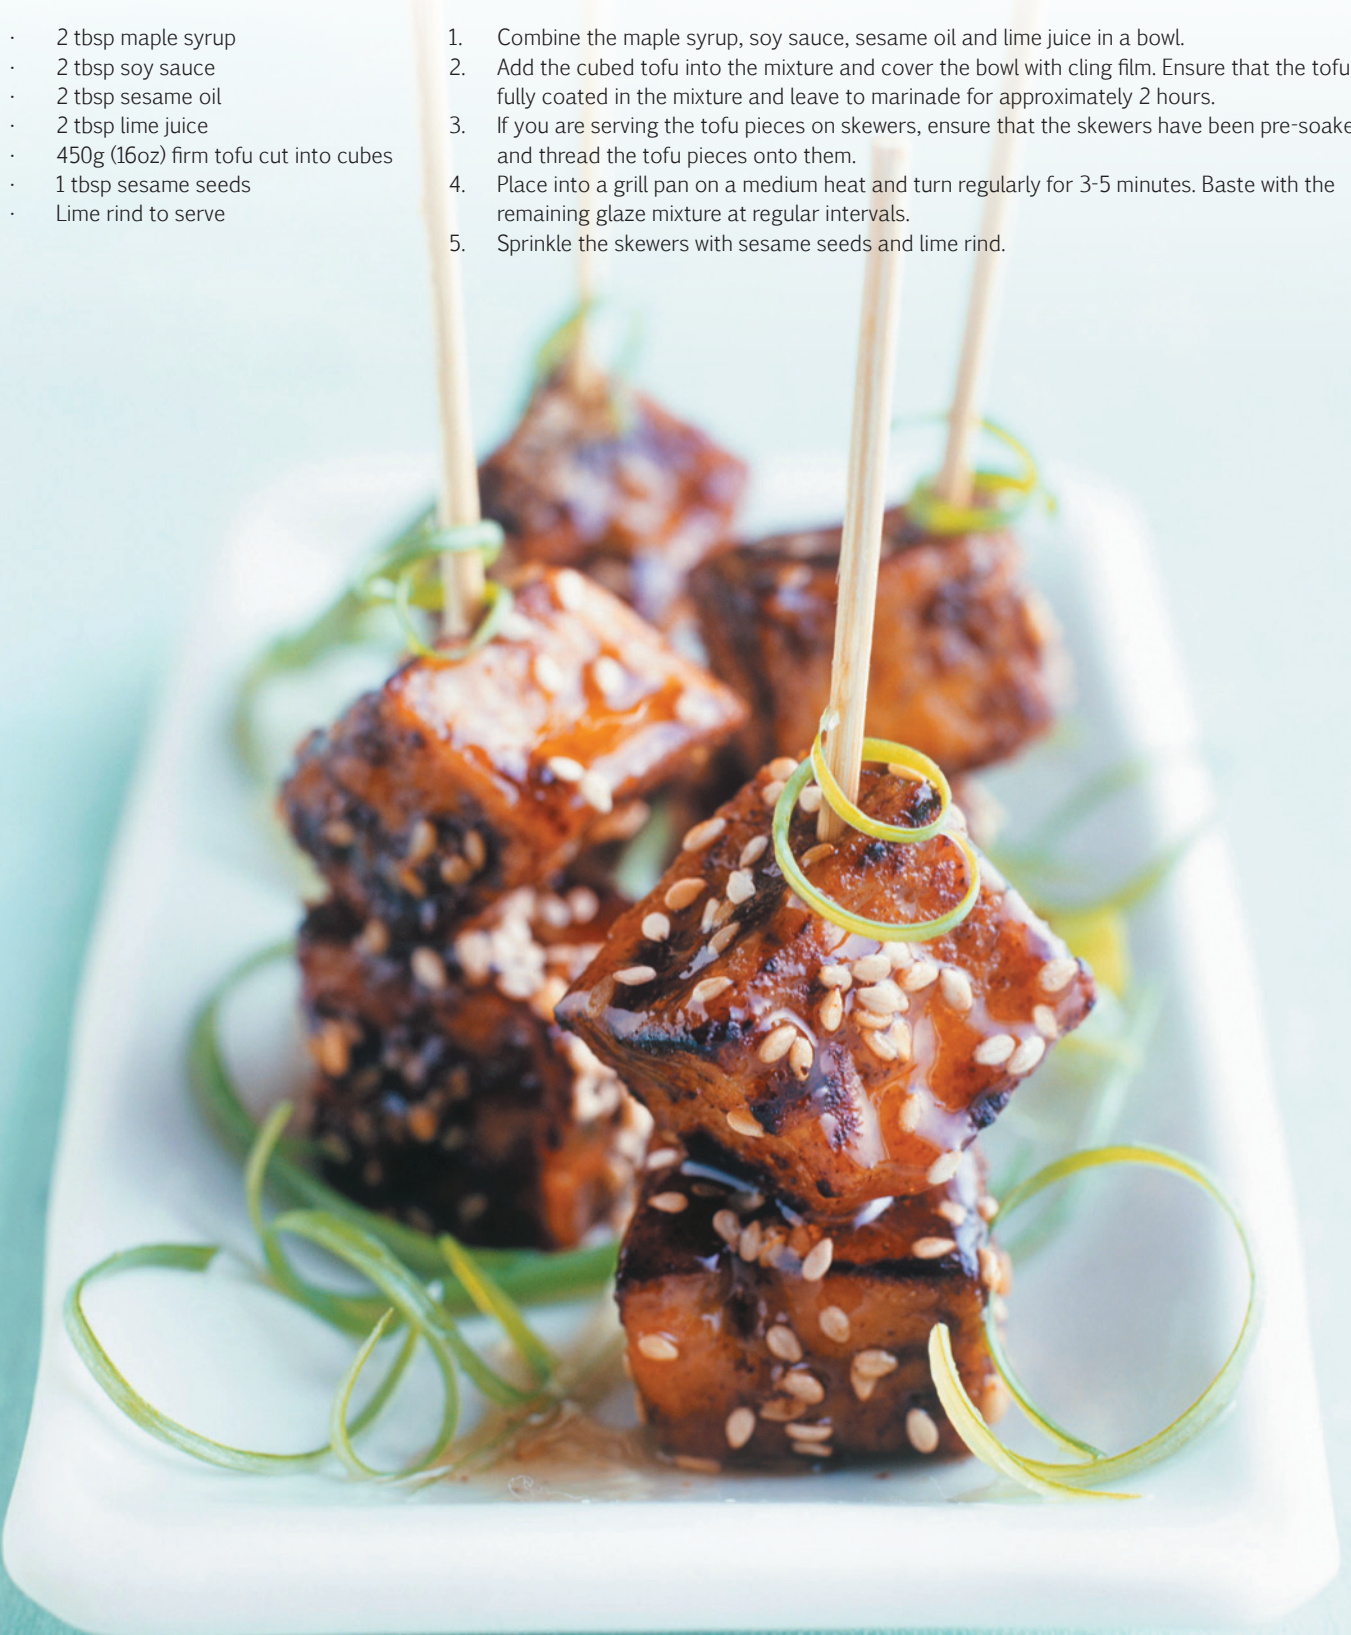 · 2 tbsp maple syrup
· 2 tbsp soy sauce
· 2 tbsp sesame oil
· 2 tbsp lime juice
· 450g (16oz) firm tofu cut into cubes
· 1 tbsp sesame seeds
· Lime rind to serve
1. Combine the maple syrup, soy sauce, sesame oil and lime juice in a bowl.
2. Add the cubed tofu into the mixture and cover the bowl with cling film. Ensure that the tofu
fully coated in the mixture and leave to marinade for approximately 2 hours.
3. If you are serving the tofu pieces on skewers, ensure that the skewers have been pre-soake
and thread the tofu pieces onto them.
4. Place into a grill pan on a medium heat and turn regularly for 3-5 minutes. Baste with the
remaining glaze mixture at regular intervals.
5. Sprinkle the skewers with sesame seeds and lime rind.